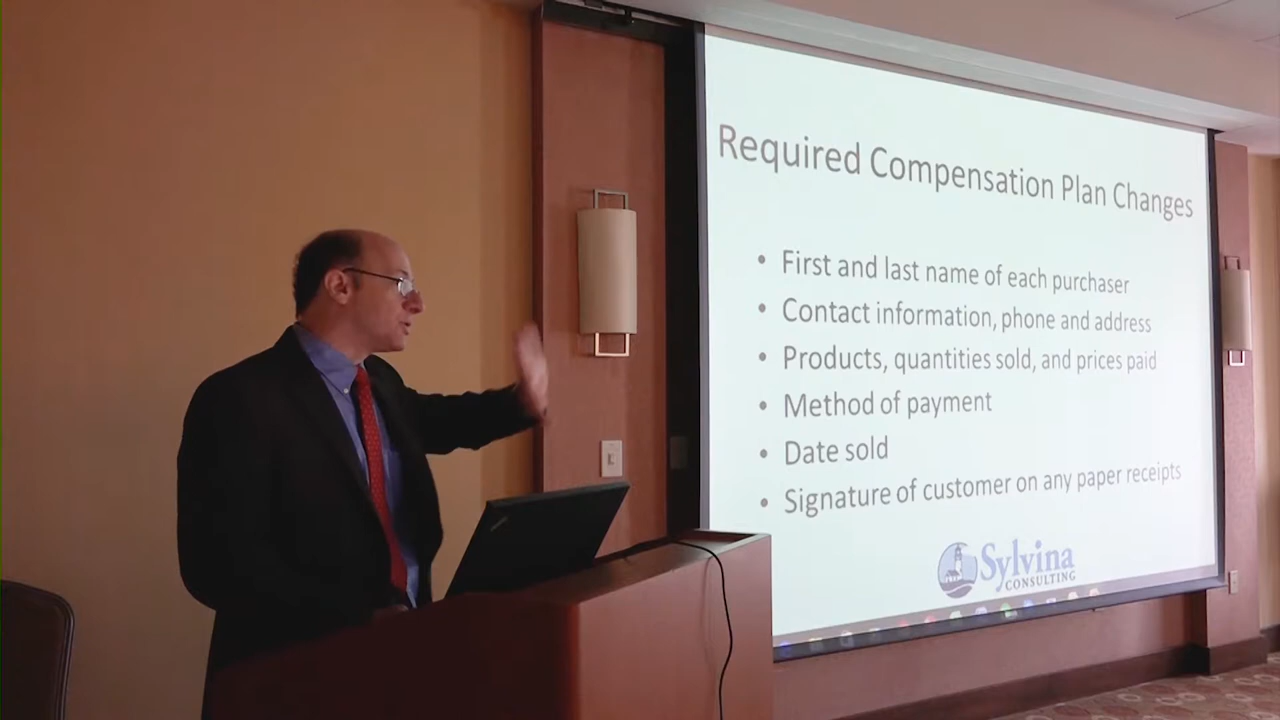 Required Compensation Plan Changes
• First and last name of each purchaser
• Contact information, phone and address
• Products, quantities sold, and prices paid
• Method of payment
• Date sold
• Signature of customer on any paper receipts
Sylvina
CONSULTING